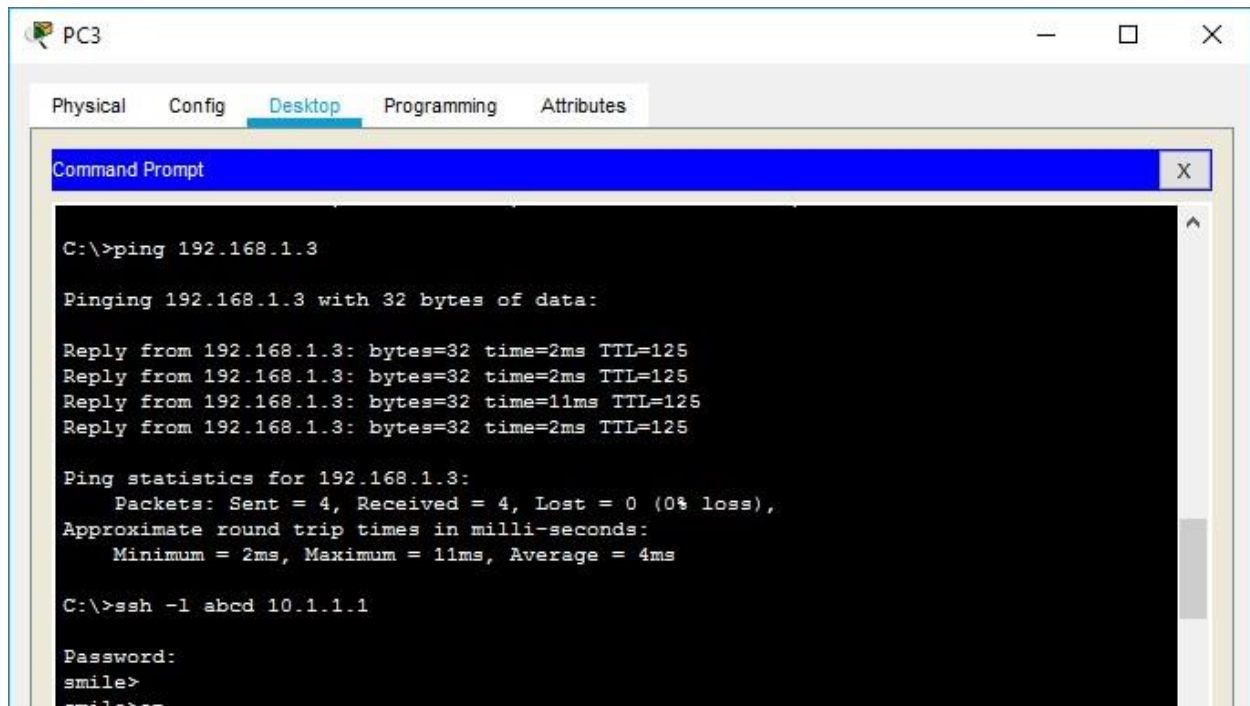 PC3
Physical Config Desktop Programming Attributes
Command Prompt
X
C:\>ping 192.168.1.3
Pinging 192.168.1.3 with 32 bytes of data:
Reply from 192.168.1.3: bytes=32 time=2ms TTL=125
Reply from 192.168.1.3: bytes=32 time=2ms TTL=125
Reply from 192.168.1.3: bytes=32 time=11ms TTL=125
Reply from 192.168.1.3: bytes=32 time=2ms TTL=125
Ping statistics for 192.168.1.3:
Packets: Sent = 4, Received = 4, Lost = 0 (0% loss),
Approximate round trip times in milli-seconds:
Minimum = 2ms, Maximum = 11ms, Average = 4ms
C:\>ssh -l abcd 10.1.1.1
Password:
smile>